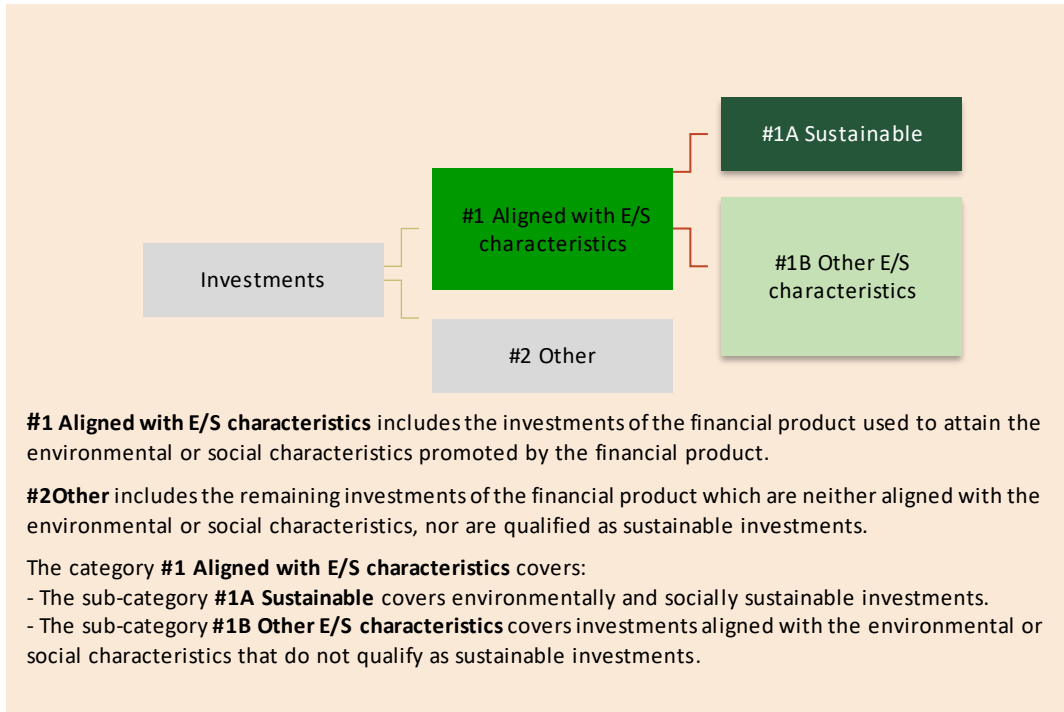 #1A Sustainable
#1 Aligned with E/S
characteristics
#1B Other E/S
characteristics
Investments
#2 Other
#1 Aligned with E/S characteristics includes the investments of the financial product used to attain the
environmental or social characteristics promoted by the financial product.
#2Other includes the remaining investments of the financial product which are neither aligned with the
environmental or social characteristics, nor are qualified as sustainable investments.
The category #1 Aligned with E/S characteristics covers:
- The sub-category #1A Sustainable covers environmentally and socially sustainable investments.
- The sub-category #1B Other E/S characteristics covers investments aligned with the environmental or
social characteristics that do not qualify as sustainable investments.